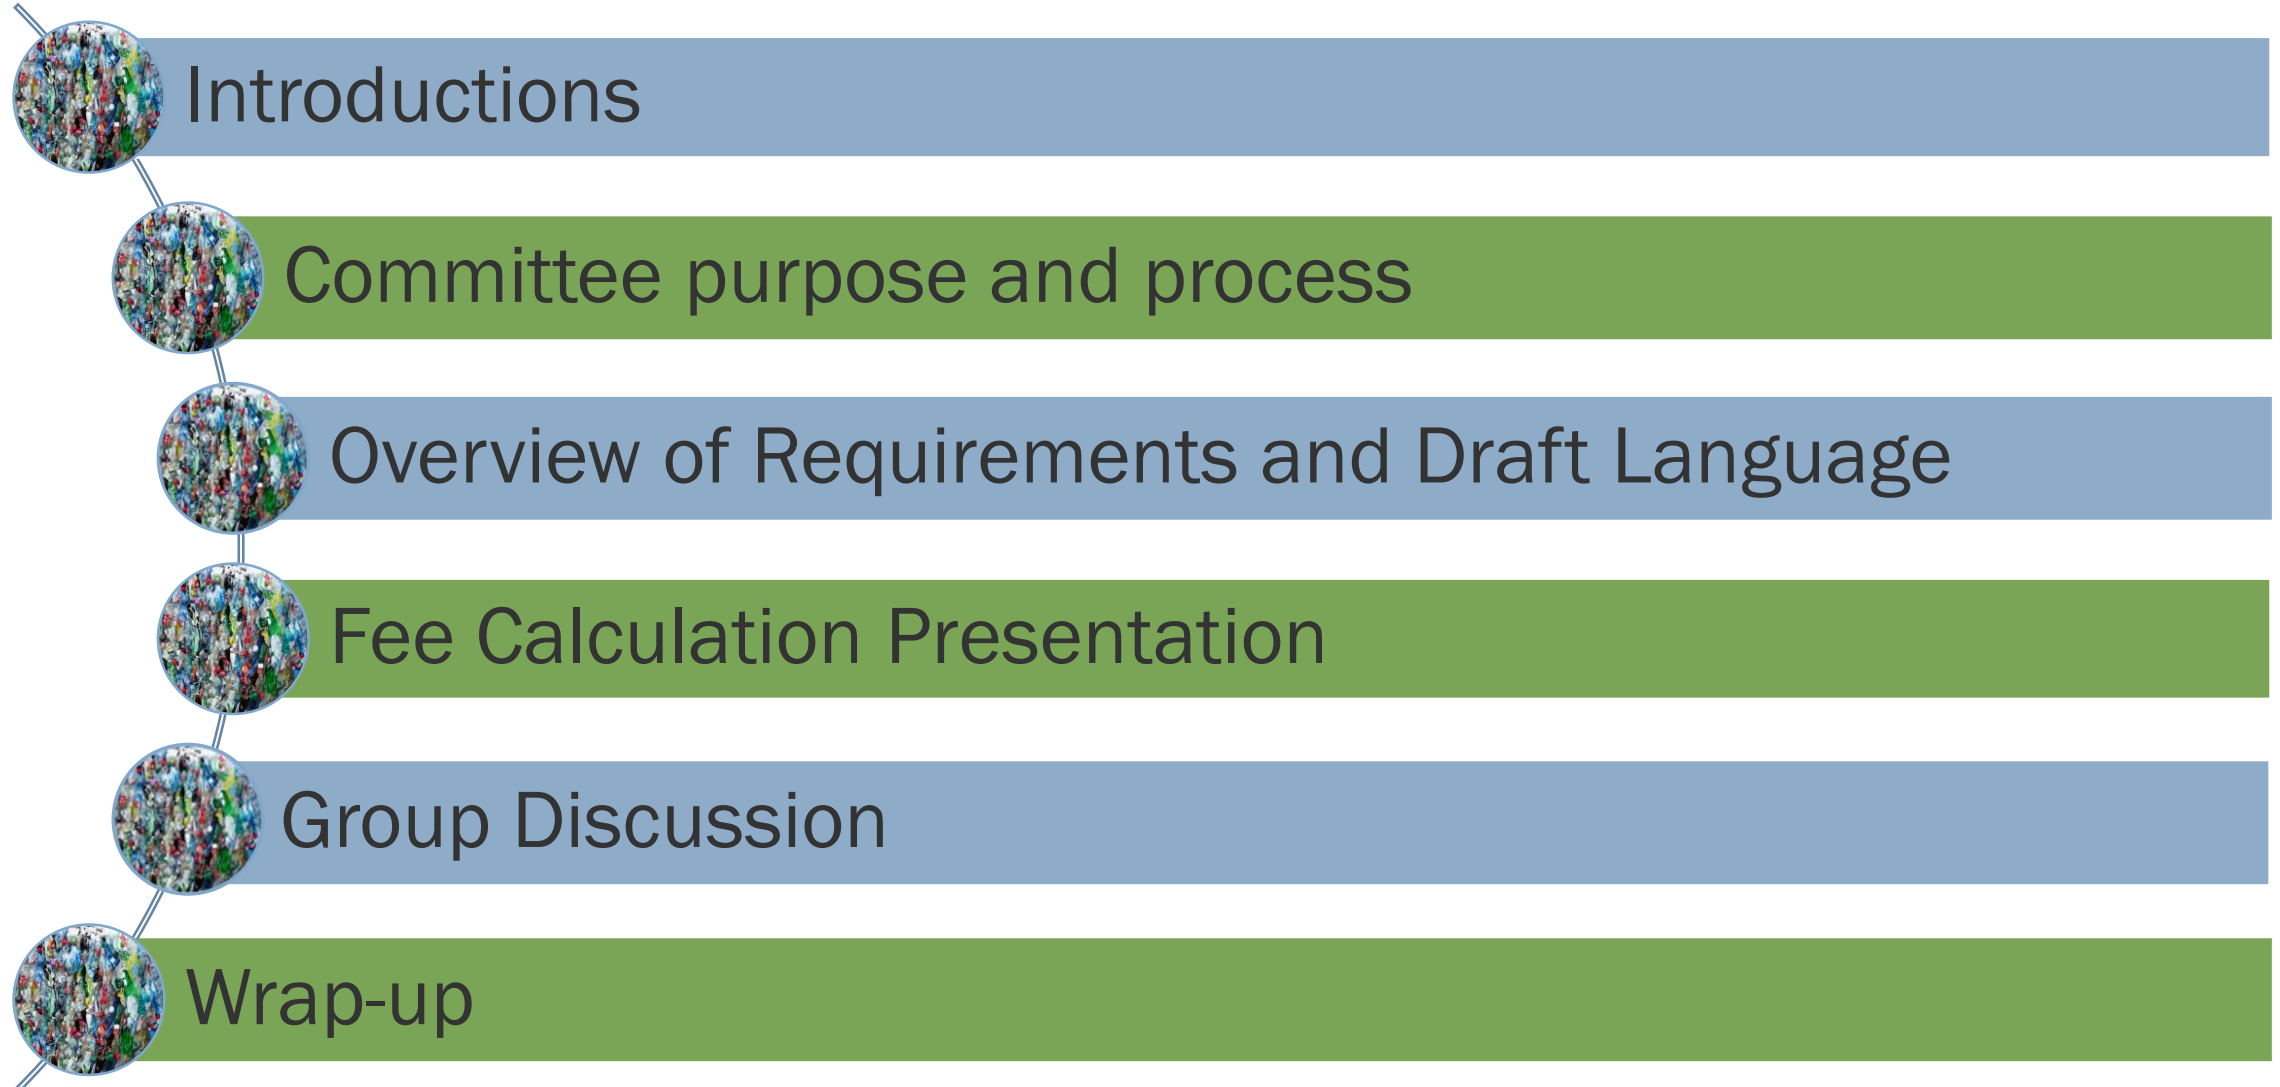 Introductions
Committee purpose and process
Overview of Requirements and Draft Language
Fee Calculation Presentation
Group Discussion
Wrap-up